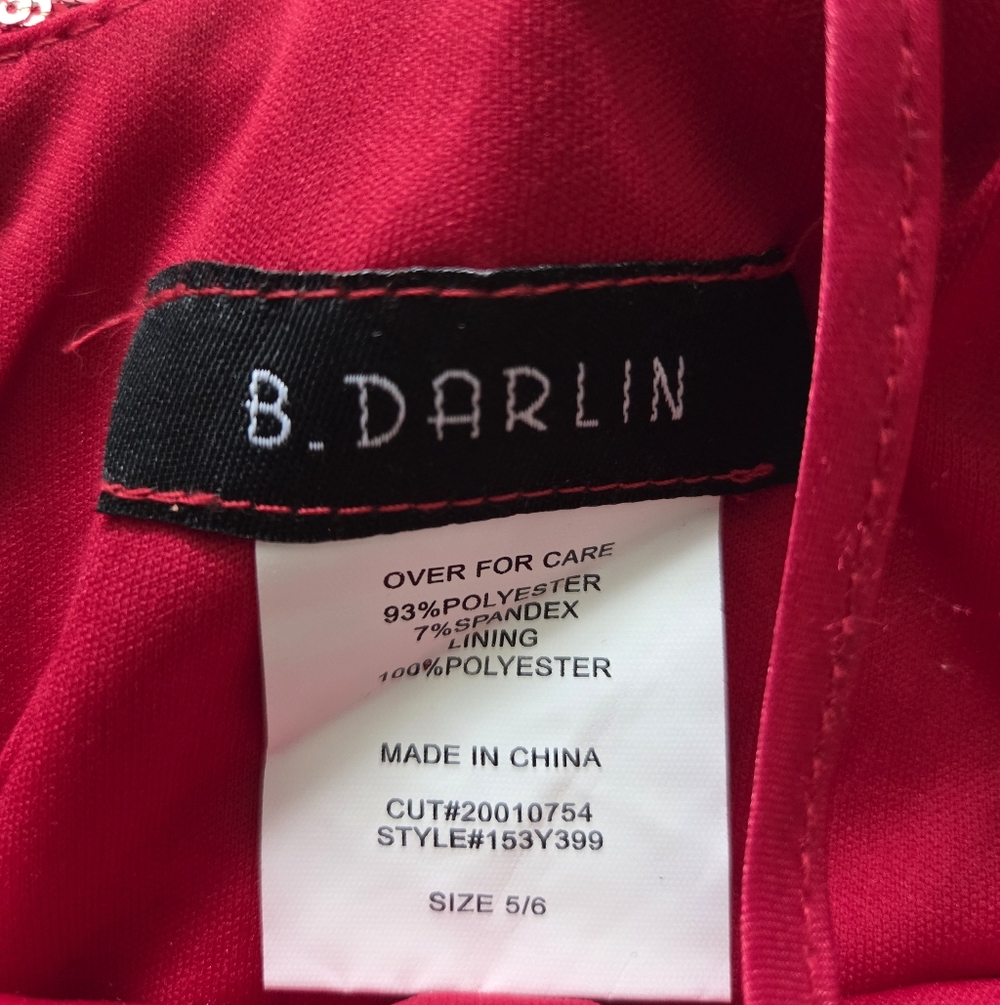 B. DARLIN
OVER FOR CARE
93%POLYESTER
7%SPANDEX
LINING
100%POLYESTER
MADE IN CHINA
CUT#20010754
STYLE#153Y399
SIZE 5/6